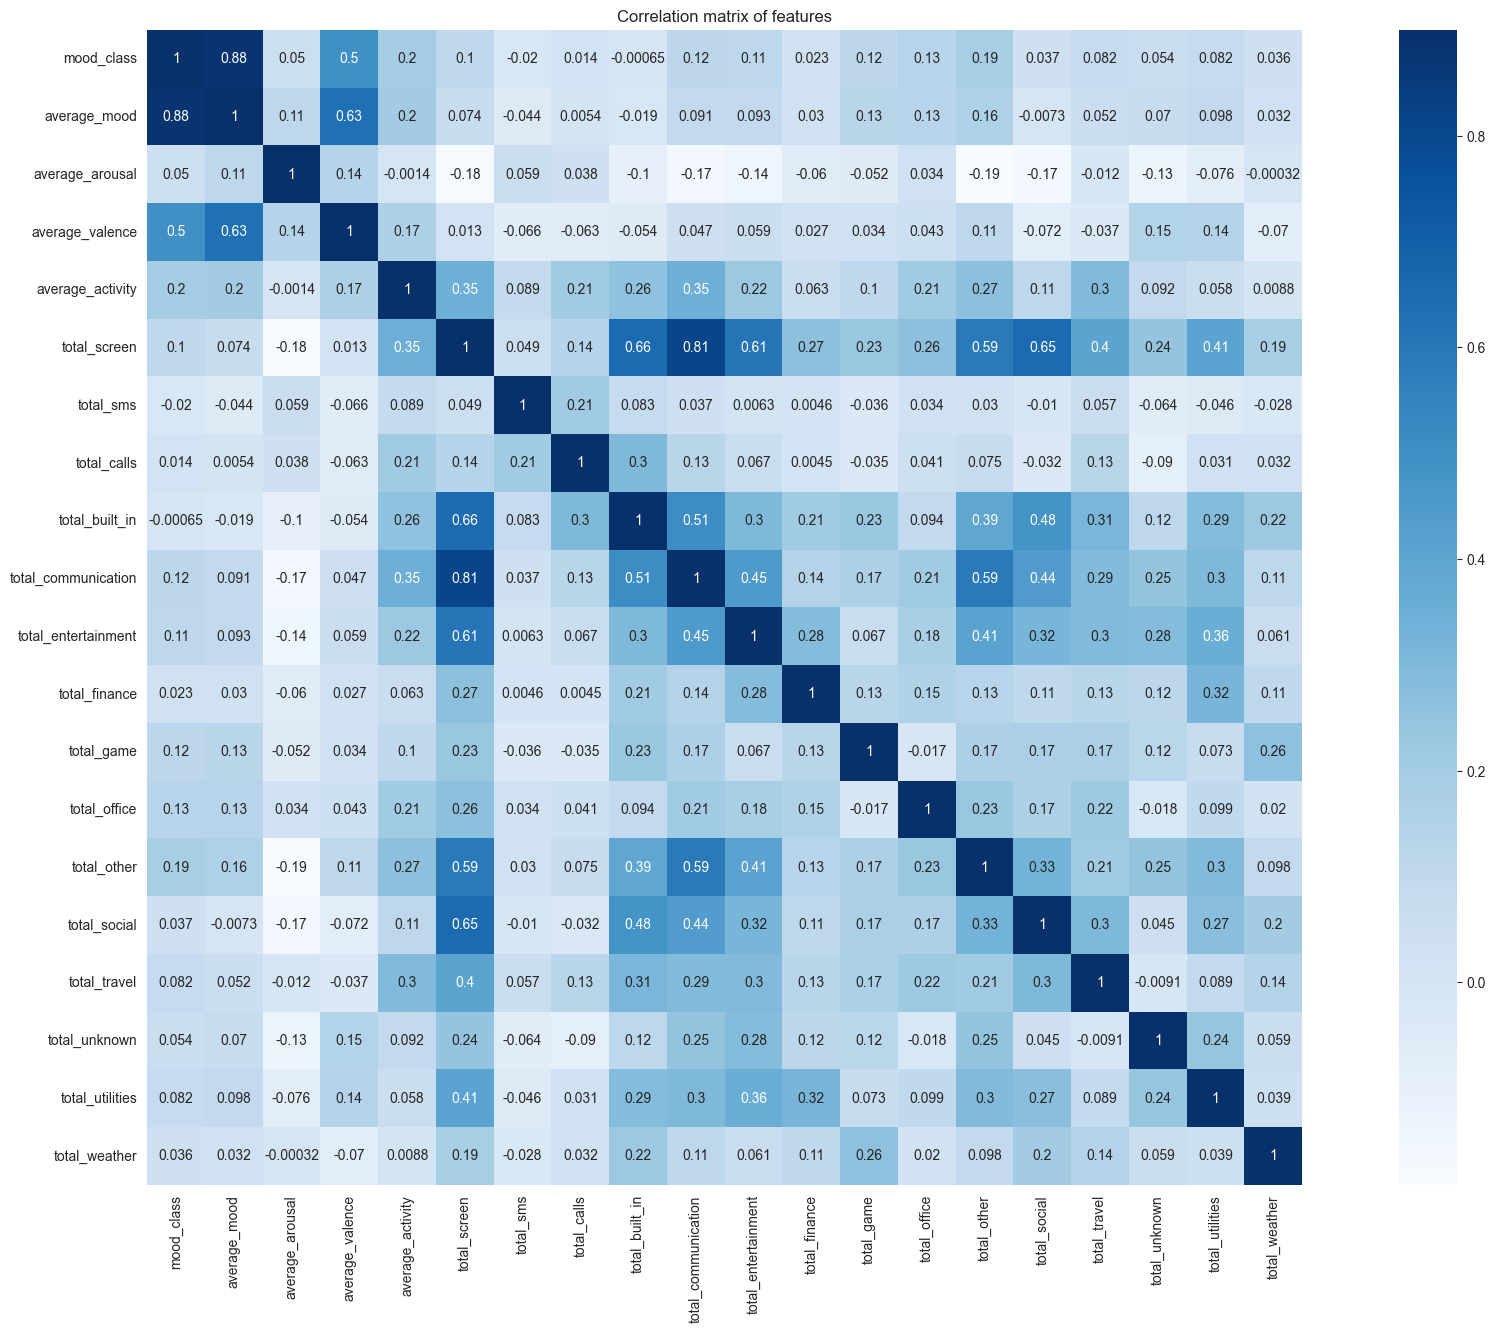 Correlation matrix of features
mood_class 1 0.88 0.05 0.5 0.2 0.1 -0.02 0.014 -0.00065 0.12 0.11 0.023 0.12 0.13 0.19 0.037 0.082 0.054 0.082 0.036
average_mood 0.88 1 0.11 0.63 0.2 0.074 -0.044 0.0054 -0.019 0.091 0.093 0.03 0.13 0.13 0.16 -0.0073 0.052 0.07 0.098 0.032
average_arousal 0.05 0.11 1 0.14 -0.0014 -0.18 0.059 0.038 -0.1 -0.17 -0.14 -0.06 -0.052 0.034 -0.19 -0.17 -0.012 -0.13 -0.076 -0.00032
average_valence 0.5 0.63 0.14 1 0.17 0.013 -0.066 -0.063 -0.054 0.047 0.059 0.027 0.034 0.043 0.11 -0.072 -0.037 0.15 0.14 -0.07
average_activity 0.2 0.2 -0.0014 0.17 1 0.35 0.089 0.21 0.26 0.35 0.22 0.063 0.1 0.21 0.27 0.11 0.3 0.092 0.058 0.0088
total_screen 0.1 0.074 -0.18 0.013 0.35 1 0.049 0.14 0.66 0.81 0.61 0.27 0.23 0.26 0.59 0.65 0.4 0.24 0.41 0.19
total_sms -0.02 -0.044 0.059 -0.066 0.089 0.049 1 0.21 0.083 0.037 0.0063 0.0046 -0.036 0.034 0.03 -0.01 0.057 -0.064 -0.046 -0.028
total_calls 0.014 0.0054 0.038 -0.063 0.21 0.14 0.21 1 0.3 0.13 0.067 0.0045 -0.035 0.041 0.075 -0.032 0.13 -0.09 0.031 0.032
total_built_in -0.00065 -0.019 -0.1 -0.054 0.26 0.66 0.083 0.3 1 0.51 0.3 0.21 0.23 0.094 0.39 0.48 0.31 0.12 0.29 0.22
total_communication 0.12 0.091 -0.17 0.047 0.35 0.81 0.037 0.13 0.51 1 0.45 0.14 0.17 0.21 0.59 0.44 0.29 0.25 0.3 0.11
total_entertainment 0.11 0.093 -0.14 0.059 0.22 0.61 0.0063 0.067 0.3 0.45 1 0.28 0.067 0.18 0.41 0.32 0.3 0.28 0.36 0.061
total_finance 0.023 0.03 -0.06 0.027 0.063 0.27 0.0046 0.0045 0.21 0.14 0.28 1 0.13 0.15 0.13 0.11 0.13 0.12 0.32 0.11
total_game 0.12 0.13 -0.052 0.034 0.1 0.23 -0.036 -0.035 0.23 0.17 0.067 0.13 1 -0.017 0.17 0.17 0.17 0.12 0.073 0.26
total_office 0.13 0.13 0.034 0.043 0.21 0.26 0.034 0.041 0.094 0.21 0.18 0.15 -0.017 1 0.23 0.17 0.22 -0.018 0.099 0.02
total_other 0.19 0.16 -0.19 0.11 0.27 0.59 0.03 0.075 0.39 0.59 0.41 0.13 0.17 0.23 1 0.33 0.21 0.25 0.3 0.098
total_social 0.037 -0.0073 -0.17 -0.072 0.11 0.65 -0.01 -0.032 0.48 0.44 0.32 0.11 0.17 0.17 0.33 1 0.3 0.045 0.27 0.2
total_travel 0.082 0.052 -0.012 -0.037 0.3 0.4 0.057 0.13 0.31 0.29 0.3 0.13 0.17 0.22 0.21 0.3 1 -0.0091 0.089 0.14
total_unknown 0.054 0.07 -0.13 0.15 0.092 0.24 -0.064 -0.09 0.12 0.25 0.28 0.12 0.12 -0.018 0.25 0.045 -0.0091 1 0.24 0.059
total_utilities 0.082 0.098 -0.076 0.14 0.058 0.41 -0.046 0.031 0.29 0.3 0.36 0.32 0.073 0.099 0.3 0.27 0.089 0.24 1 0.039
total_weather 0.036 0.032 -0.00032 -0.07 0.0088 0.19 -0.028 0.032 0.22 0.11 0.061 0.11 0.26 0.02 0.098 0.2 0.14 0.059 0.039 1
mood_class
average_mood
average_arousal
average_valence
average_activity
total_screen
total_sms
total_calls
total_built_in
total_communication
total_entertainment
total_finance
total_game
total_office
total_other
total_social
total_travel
total_unknown
total_utilities
total_weather
0.8
0.6
0.4
0.2
0.0